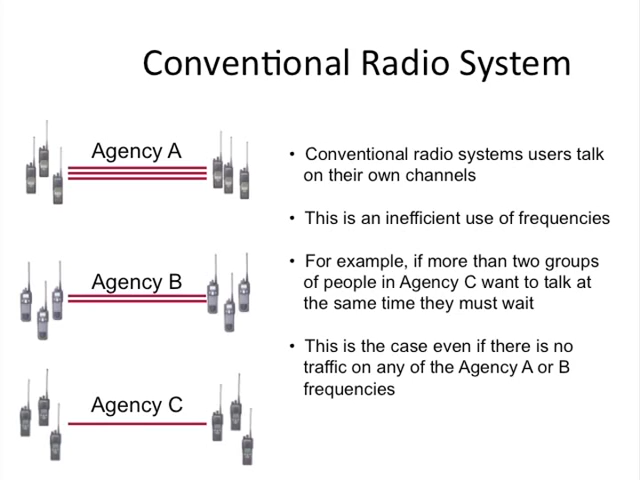 Conventional Radio System
Agency A
Agency B
Agency C
• Conventional radio systems users talk
on their own channels
• This is an inefficient use of frequencies
• For example, if more than two groups
of people in Agency C want to talk at
the same time they must wait
• This is the case even if there is no
traffic on any of the Agency A or B
frequencies